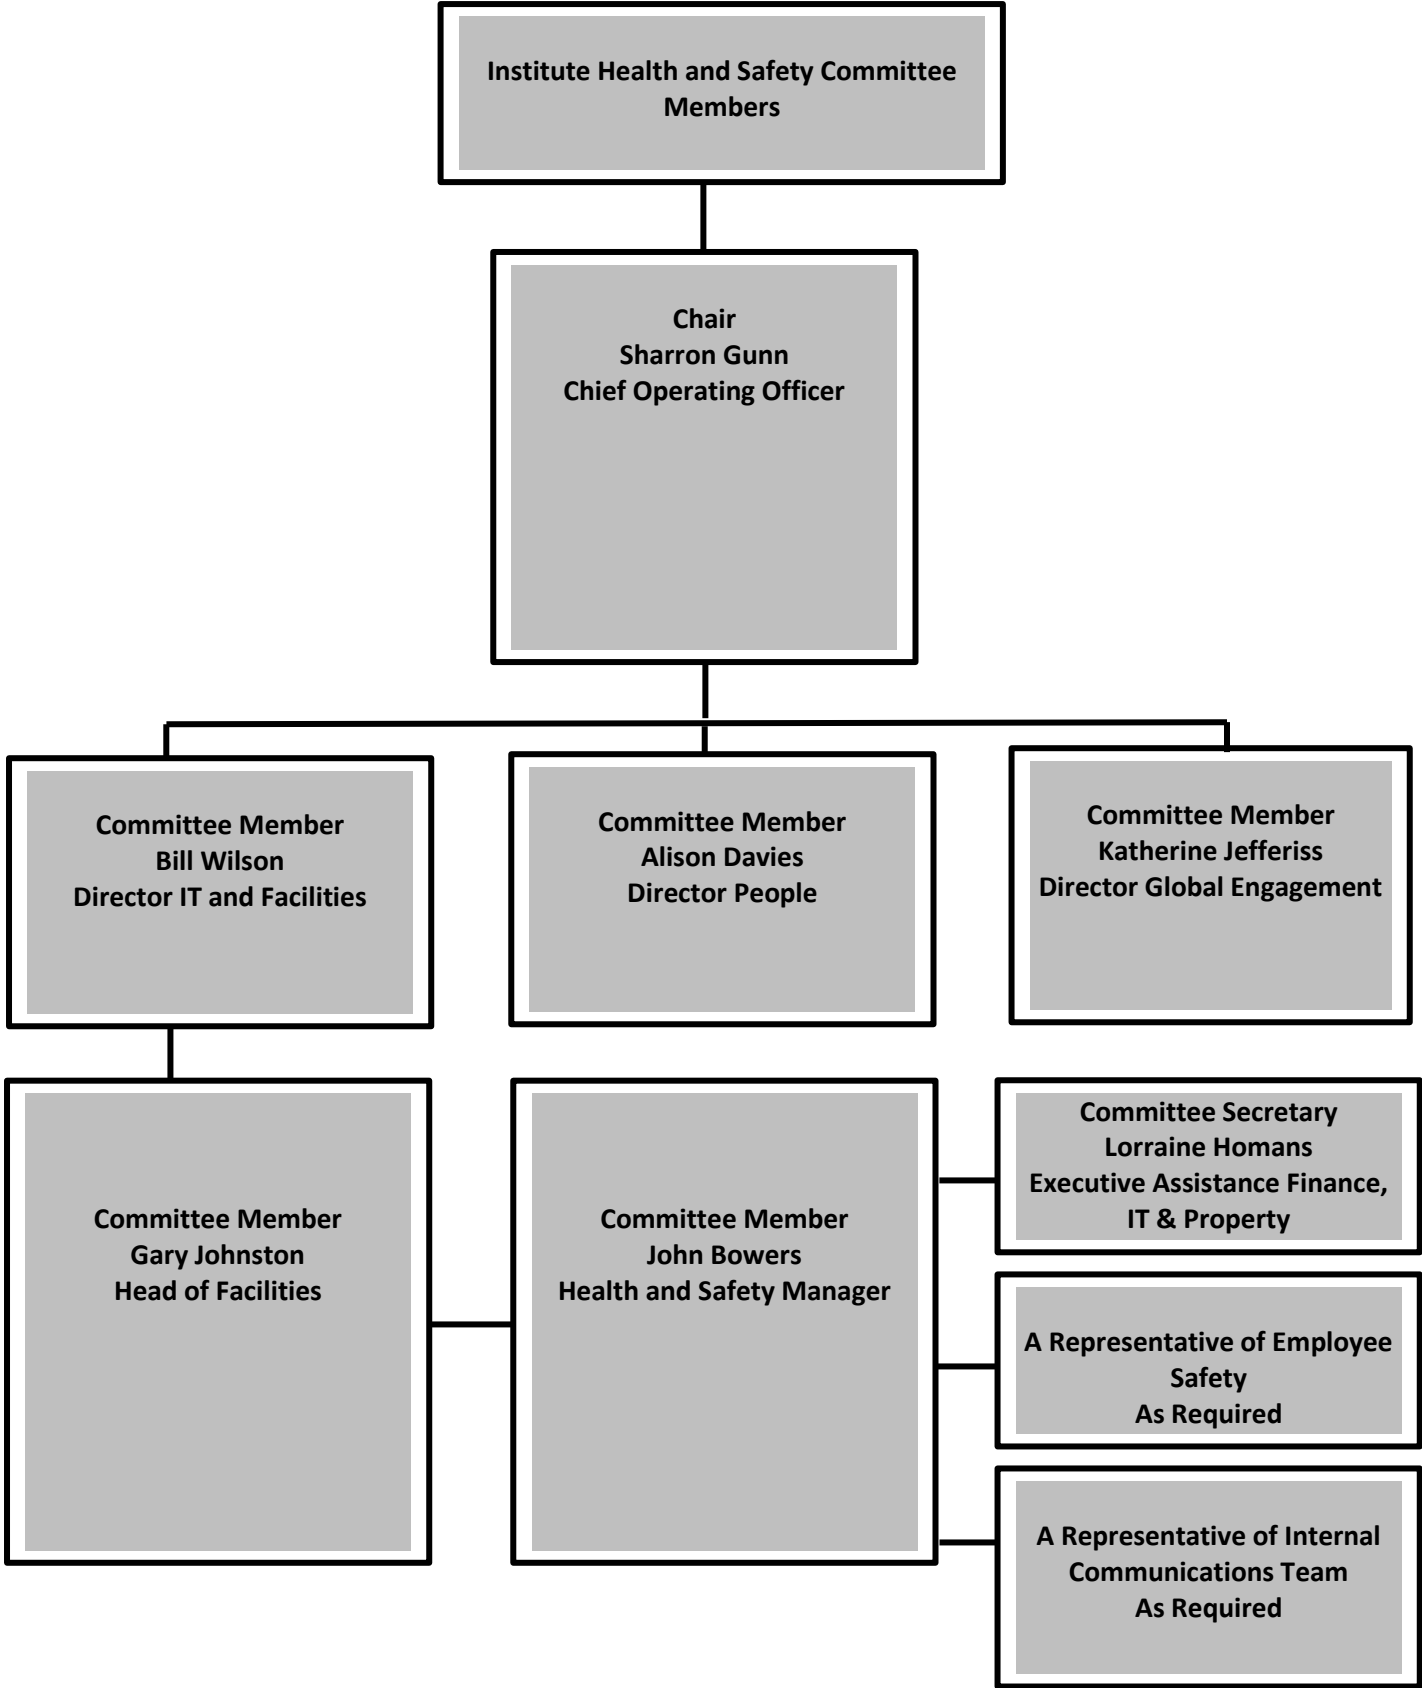 Institute Health and Safety Committee
Members
Chair
Sharron Gunn
Chief Operating Officer
Committee Member
Bill Wilson
Director IT and Facilities
Committee Member
Alison Davies
Director People
Committee Member
Katherine Jefferiss
Director Global Engagement
Committee Member
Gary Johnston
Head of Facilities
Committee Member
John Bowers
Health and Safety Manager
Committee Secretary
Lorraine Homans
Executive Assistance Finance,
IT & Property
A Representative of Employee
Safety
As Required
A Representative of Internal
Communications Team
As Required